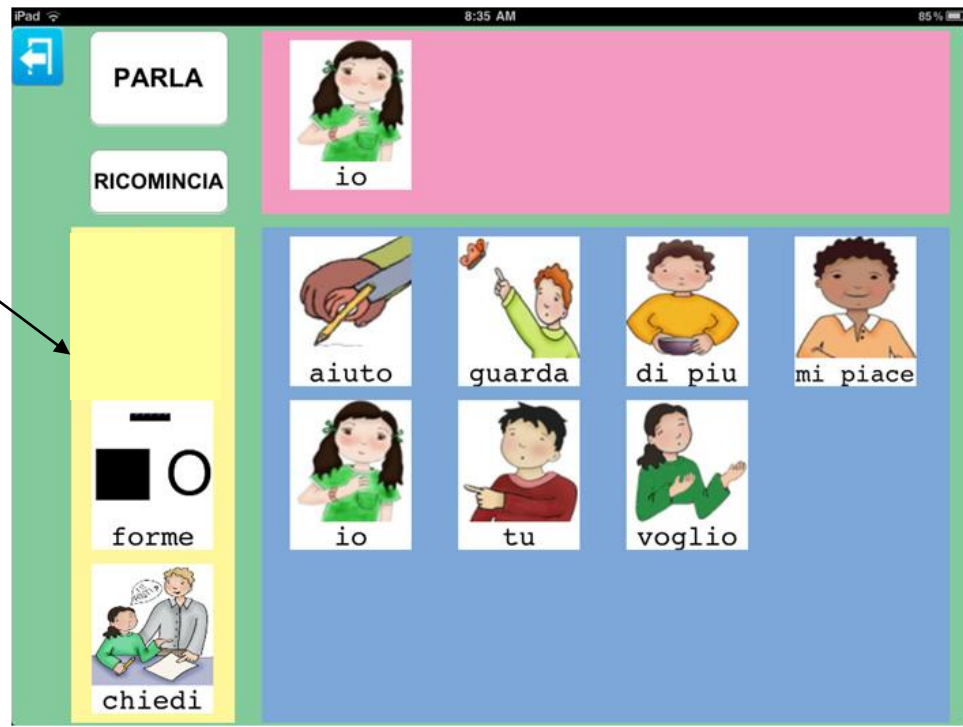 iPad 8:35 AM 85%
PARLA
RICOMINCIA
io
aiuto guarda di piu mi piace
forme
io tu voglio
chiedi